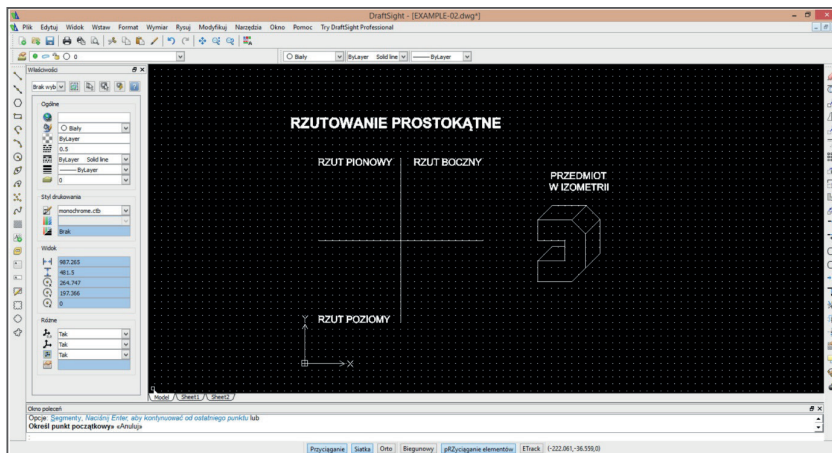 DraftSight - [EXAMPLE-02.dwg*]
Plik Edytuj Widok Wstaw Format Wymiar Rysuj Modyfikuj Narzędzia Okno Pomoc Try DraftSight Professional
0 Biały ByLayer Solid line ByLayer
Właściwości
Brak wyb
Ogólne
Biały
ByLayer
0.5
ByLayer Solid line
ByLayer
0
Styl drukowania
monochrome.ctb
Brak
Widok
987.265
481.5
264.747
197.366
0
Różne
Tak
Tak
Tak
RZUTOWANIE PROSTOKĄTNE
RZUT PIONOWY RZUT BOCZNY
PRZEDMIOT
W IZOMETRII
RZUT POZIOMY
Y
X
Model Sheet1 Sheet2
Okno poleceń
Opcje: Segmenty, Naciśnij Enter, aby kontynuować od ostatniego punktu lub
Określ punkt początkowy» «Anuluj»
:
Przyciąganie Siatka Orto Biegunowy pRZyciąganie elementów ETrack (-222.061,-36.559,0)